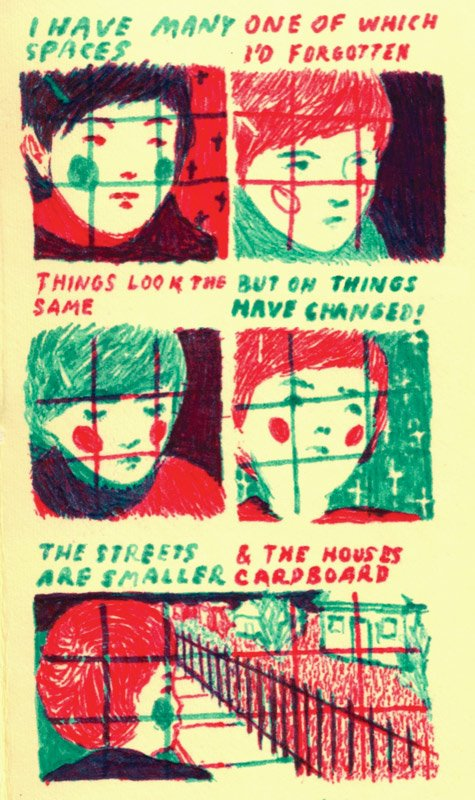 I HAVE MANY
SPACES
ONE OF WHICH
I'D FORGOTTEN
THINGS LOOK THE
SAME
BUT OH THINGS
HAVE CHANGED!
THE STREETS
ARE SMALLER
& THE HOUSES
CARDBOARD